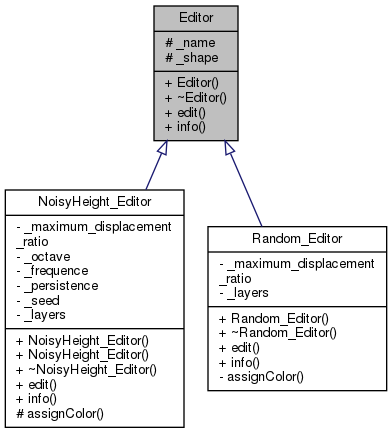 Editor
# _name
# _shape
+ Editor()
+ ~Editor()
+ edit()
+ info()
NoisyHeight_Editor
- _maximum_displacement
_ratio
- _octave
- _frequence
- _persistence
- _seed
- _layers
+ NoisyHeight_Editor()
+ NoisyHeight_Editor()
+ ~NoisyHeight_Editor()
+ edit()
+ info()
# assignColor()
Random_Editor
- _maximum_displacement
_ratio
- _layers
+ Random_Editor()
+ ~Random_Editor()
+ edit()
+ info()
- assignColor()